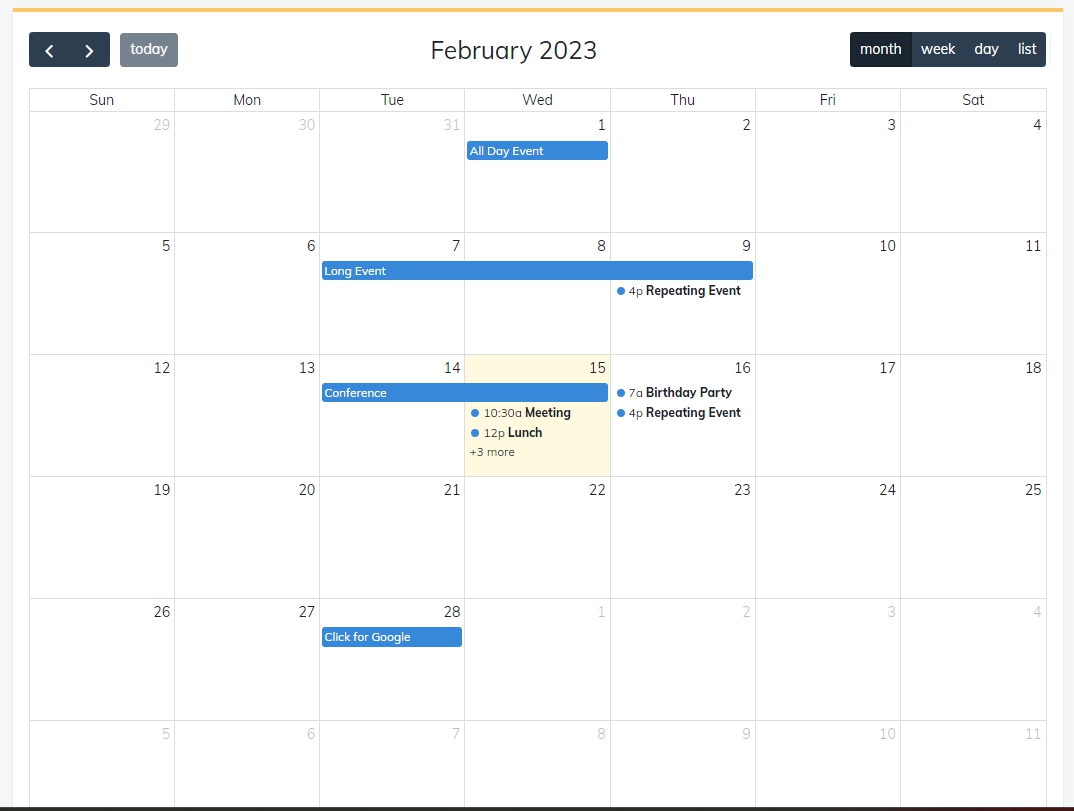 today
February 2023
month week day list
Sun Mon Tue Wed Thu Fri Sat
29 30 31 1 2 3 4
All Day Event
5 6 7 8 9 10 11
Long Event
4p Repeating Event
12 13 14 15 16 17 18
Conference
7a Birthday Party
10:30a Meeting
4p Repeating Event
12p Lunch
+3 more
19 20 21 22 23 24 25
26 27 28 1 2 3 4
Click for Google
5 6 7 8 9 10 11